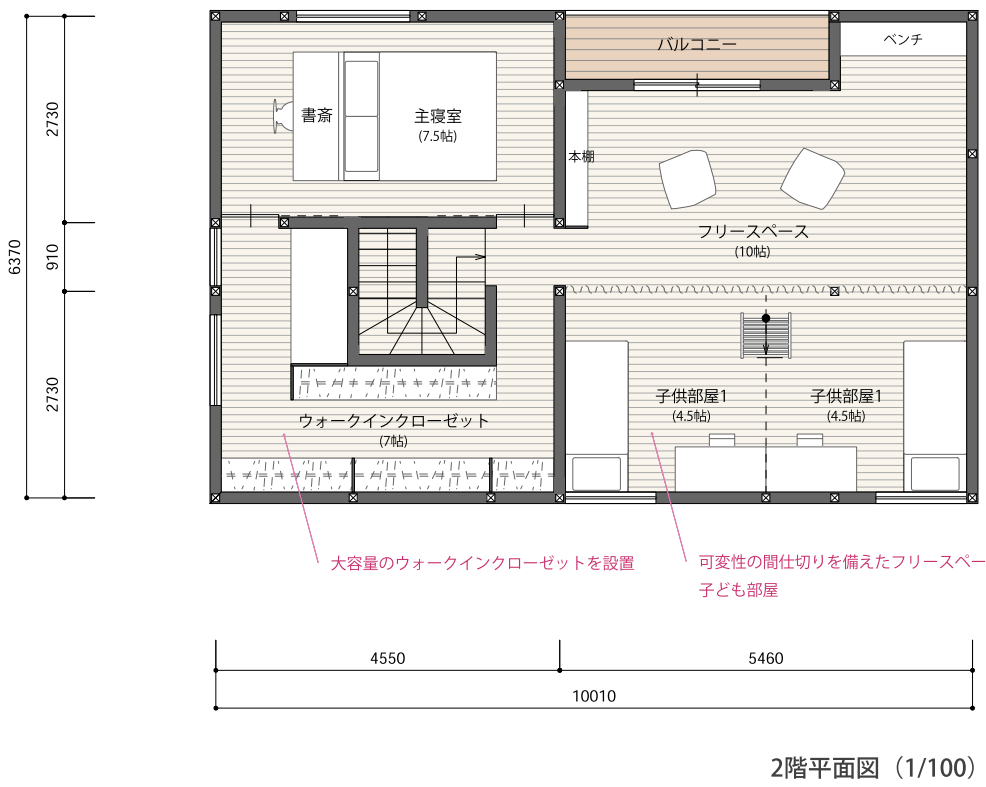 バルコニー
ベンチ
2730
書斎
主寝室
(7.5帖)
本棚
フリースペース
(10帖)
6370
910
2730
子供部屋1
(4.5帖)
子供部屋1
(4.5帖)
ウォークインクローゼット
(7帖)
大容量のウォークインクローゼットを設置
可変性の間仕切りを備えたフリースペー
子ども部屋
4550
5460
10010
2階平面図（1/100）